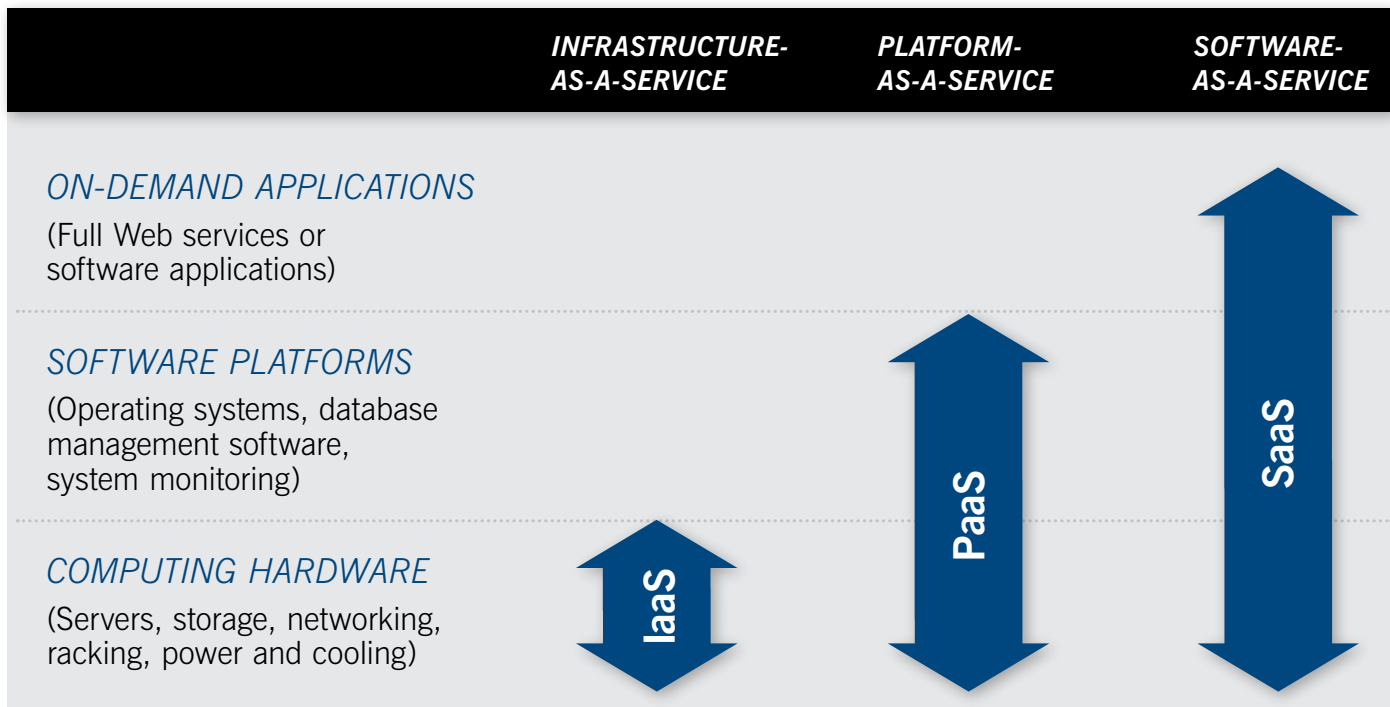 INFRASTRUCTURE-
AS-A-SERVICE
PLATFORM-
AS-A-SERVICE
SOFTWARE-
AS-A-SERVICE
ON-DEMAND APPLICATIONS
(Full Web services or
software applications)
SOFTWARE PLATFORMS
(Operating systems, database
management software,
system monitoring)
COMPUTING HARDWARE
(Servers, storage, networking,
racking, power and cooling)
IaaS
PaaS
SaaS